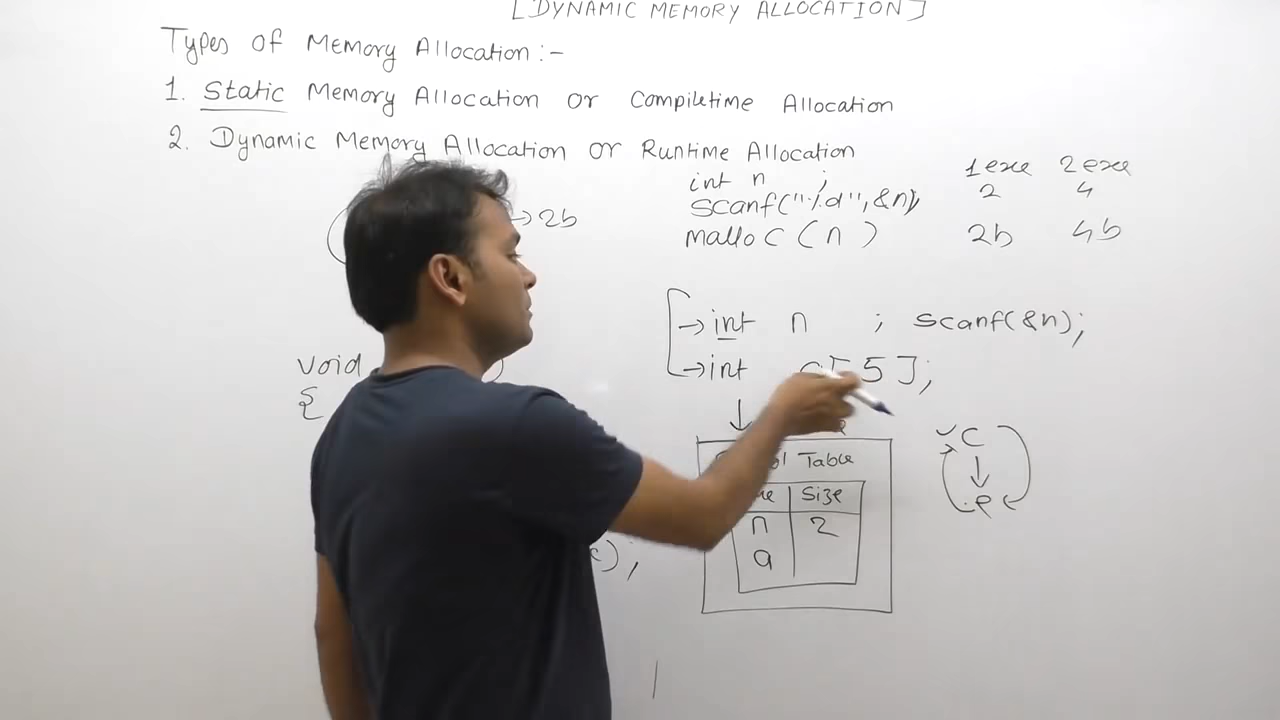 [DYNAMIC MEMORY ALLOCATION]
Types of Memory Allocation :-
1. Static Memory Allocation or Compiletime Allocation
2. Dynamic Memory Allocation or Runtime Allocation
int n ;
1 exe 2 exe
scanf("%d",&n);
2 4
→ 2b
malloc(n)
2b 4b
→ int n ; scanf(&n);
void
→ int [5];
{
C
Table
Size
.e
n 2
a
);